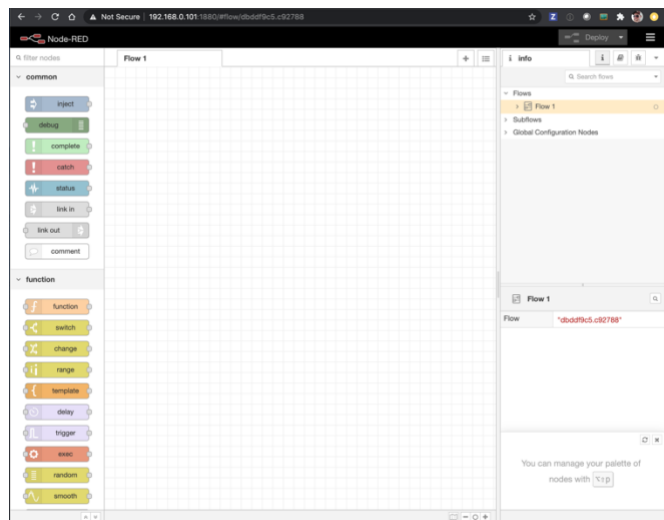 Not Secure | 192.168.0.101:1880/#flow/dbddf9c5.c92788
Node-RED
Deploy
filter nodes
Flow 1
info
common
inject
debug
complete
catch
status
link in
link out
comment
function
function
switch
change
range
template
delay
trigger
exec
random
smooth
Search flows
Flows
Flow 1
Subflows
Global Configuration Nodes
Flow 1
Flow "dbddf9c5.c92788"
You can manage your palette of
nodes with ⌥⇧p